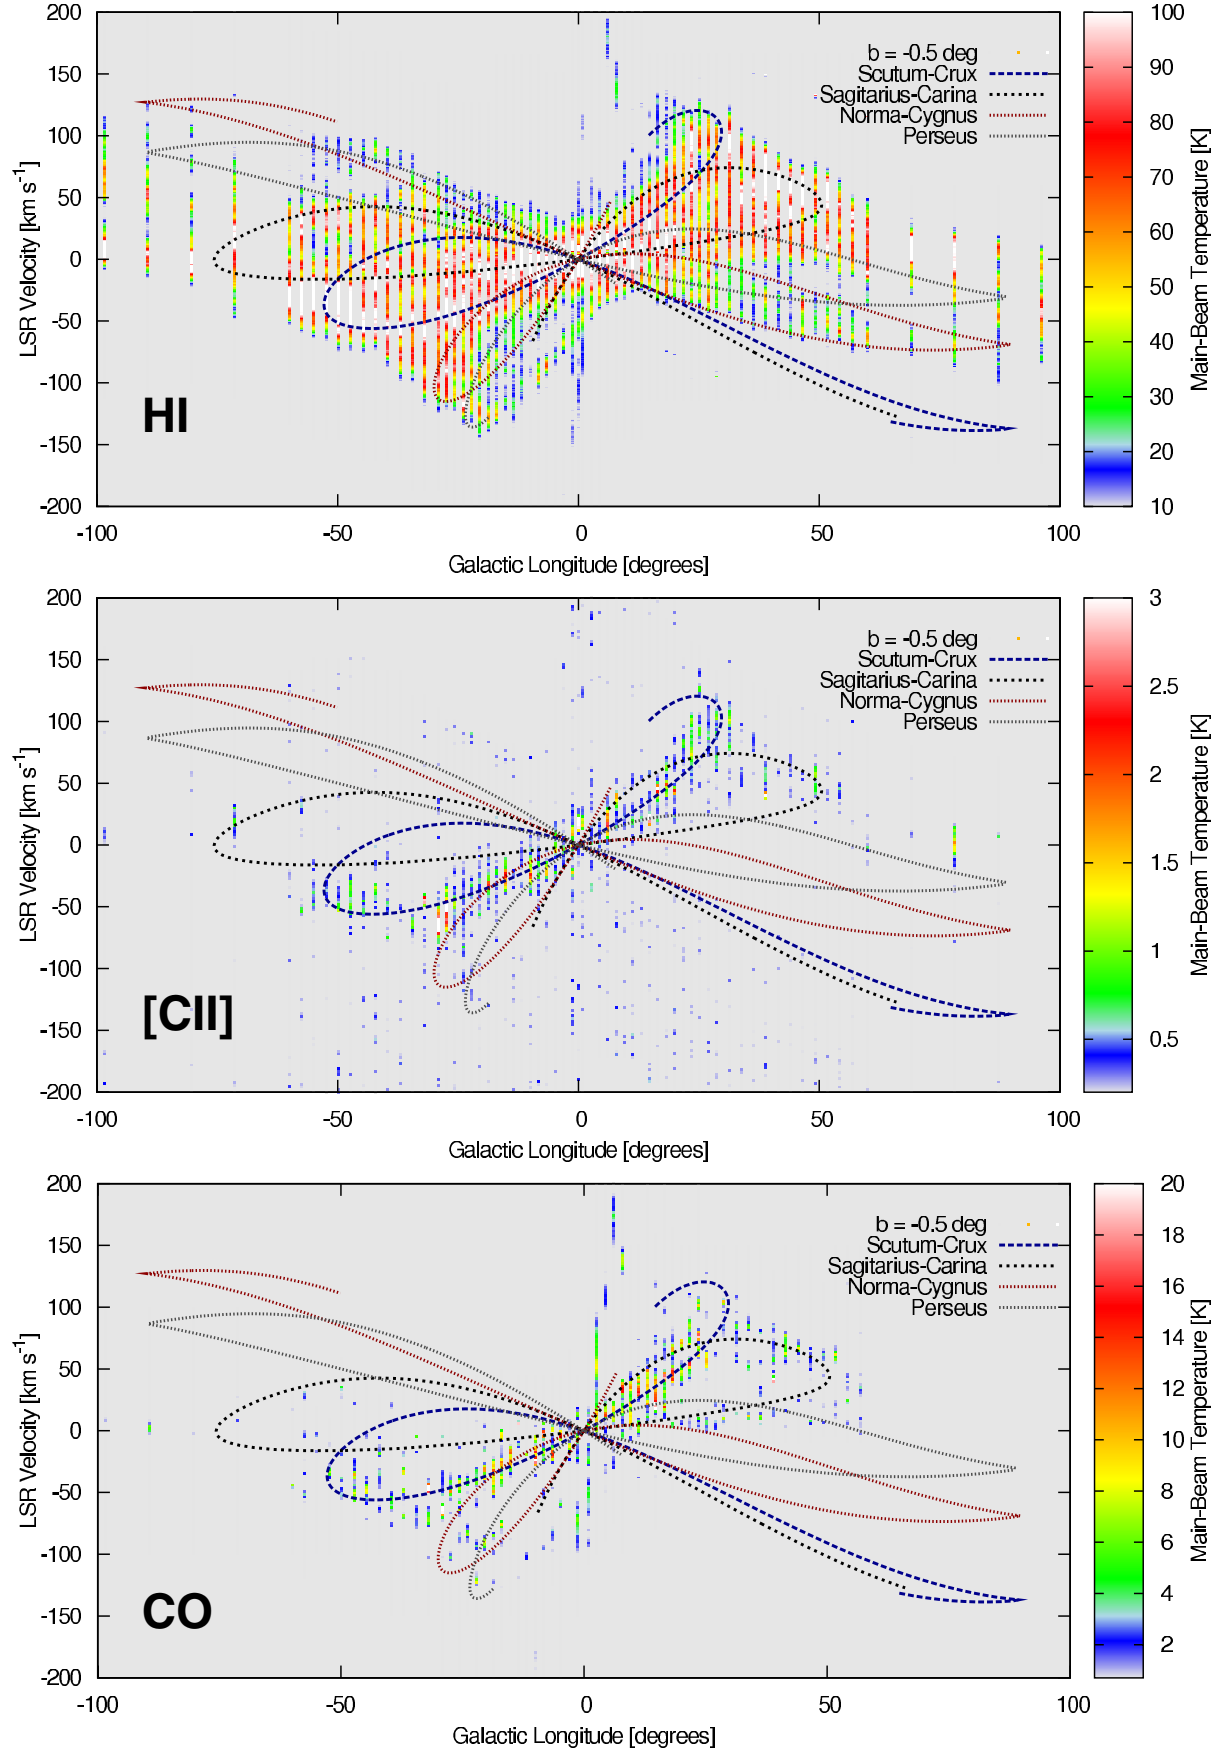 200
150
100
50
0
-50
-100
-150
-200
LSR Velocity [km s⁻¹]
b = -0.5 deg
Scutum-Crux
Sagitarius-Carina
Norma-Cygnus
Perseus
HI
-100
-50
0
50
100
Galactic Longitude [degrees]
100
90
80
70
60
50
40
30
20
10
Main-Beam Temperature [K]
200
150
100
50
0
-50
-100
-150
-200
LSR Velocity [km s⁻¹]
b = -0.5 deg
Scutum-Crux
Sagitarius-Carina
Norma-Cygnus
Perseus
[CII]
-100
-50
0
50
100
Galactic Longitude [degrees]
3
2.5
2
1.5
1
0.5
Main-Beam Temperature [K]
200
150
100
50
0
-50
-100
-150
-200
LSR Velocity [km s⁻¹]
b = -0.5 deg
Scutum-Crux
Sagitarius-Carina
Norma-Cygnus
Perseus
CO
-100
-50
0
50
100
Galactic Longitude [degrees]
20
18
16
14
12
10
8
6
4
2
Main-Beam Temperature [K]